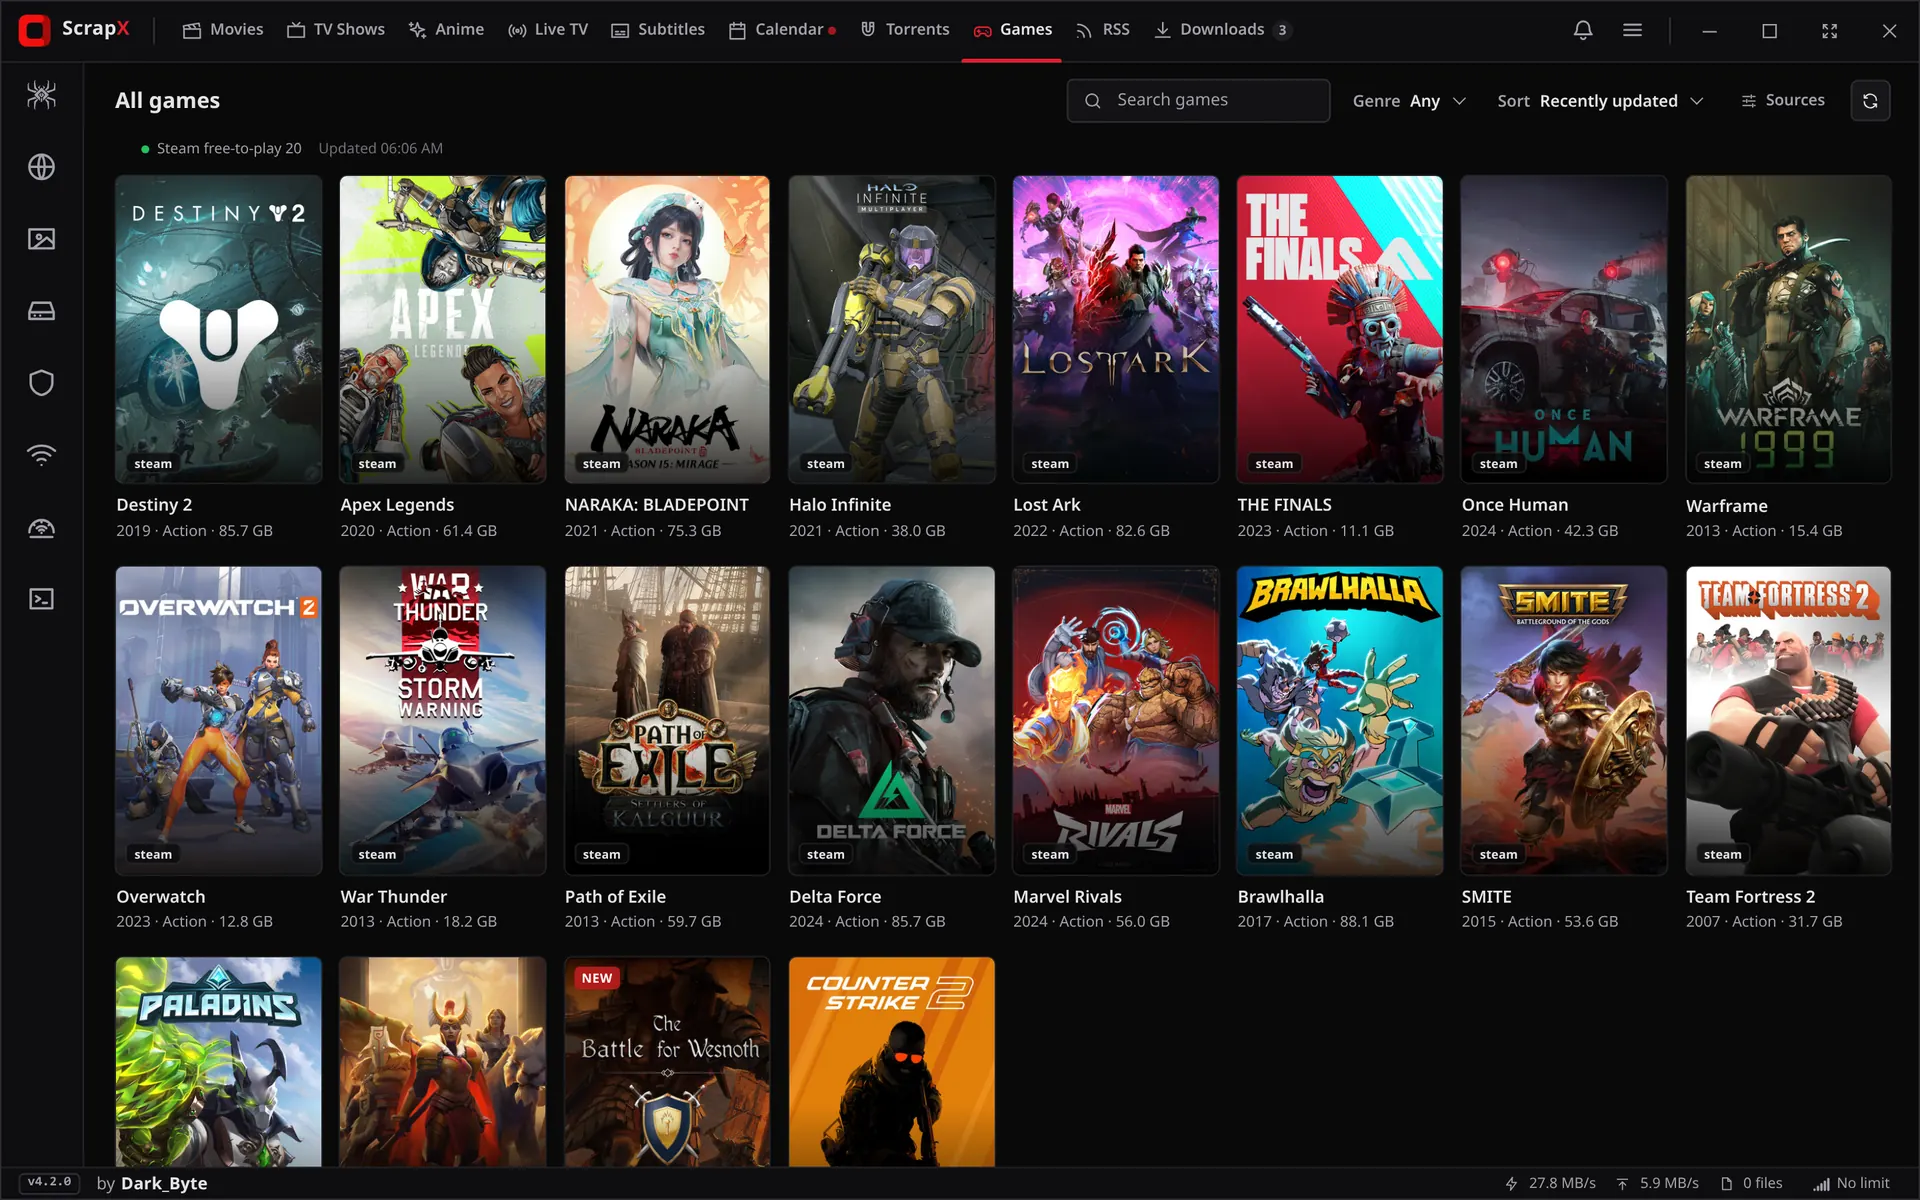 ScrapX
Movies
TV Shows
Anime
Live TV
Subtitles
Calendar
Torrents
Games
RSS
Downloads 3
All games
Search games
Genre Any
Sort Recently updated
Sources
Steam free-to-play 20 Updated 06:06 AM
DESTINY 2
steam
APEX
LEGENDS
steam
NARAKA
BLADEPOINT
SEASON 15: MIRAGE
steam
HALO
INFINITE
MULTIPLAYER
steam
LOST ARK
steam
THE
FINALS
steam
ONCE
HUMAN
steam
WARFRAME
1999
steam
Destiny 2
2019 · Action · 85.7 GB
Apex Legends
2020 · Action · 61.4 GB
NARAKA: BLADEPOINT
2021 · Action · 75.3 GB
Halo Infinite
2021 · Action · 38.0 GB
Lost Ark
2022 · Action · 82.6 GB
THE FINALS
2023 · Action · 11.1 GB
Once Human
2024 · Action · 42.3 GB
Warframe
2013 · Action · 15.4 GB
OVERWATCH 2
steam
WAR
THUNDER
STORM
WARNING
steam
PATH OF
EXILE
SETTLERS OF
KALGUUR
steam
DELTA FORCE
steam
MARVEL
RIVALS
steam
BRAWLHALLA
steam
SMITE
BATTLEGROUND OF THE GODS
steam
TEAM FORTRESS 2
steam
Overwatch
2023 · Action · 12.8 GB
War Thunder
2013 · Action · 18.2 GB
Path of Exile
2013 · Action · 59.7 GB
Delta Force
2024 · Action · 85.7 GB
Marvel Rivals
2024 · Action · 56.0 GB
Brawlhalla
2017 · Action · 88.1 GB
SMITE
2015 · Action · 53.6 GB
Team Fortress 2
2007 · Action · 31.7 GB
PALADINS
NEW
The
Battle for Wesnoth
COUNTER
STRIKE 2
v4.2.0
by Dark_Byte
27.8 MB/s
5.9 MB/s
0 files
No limit